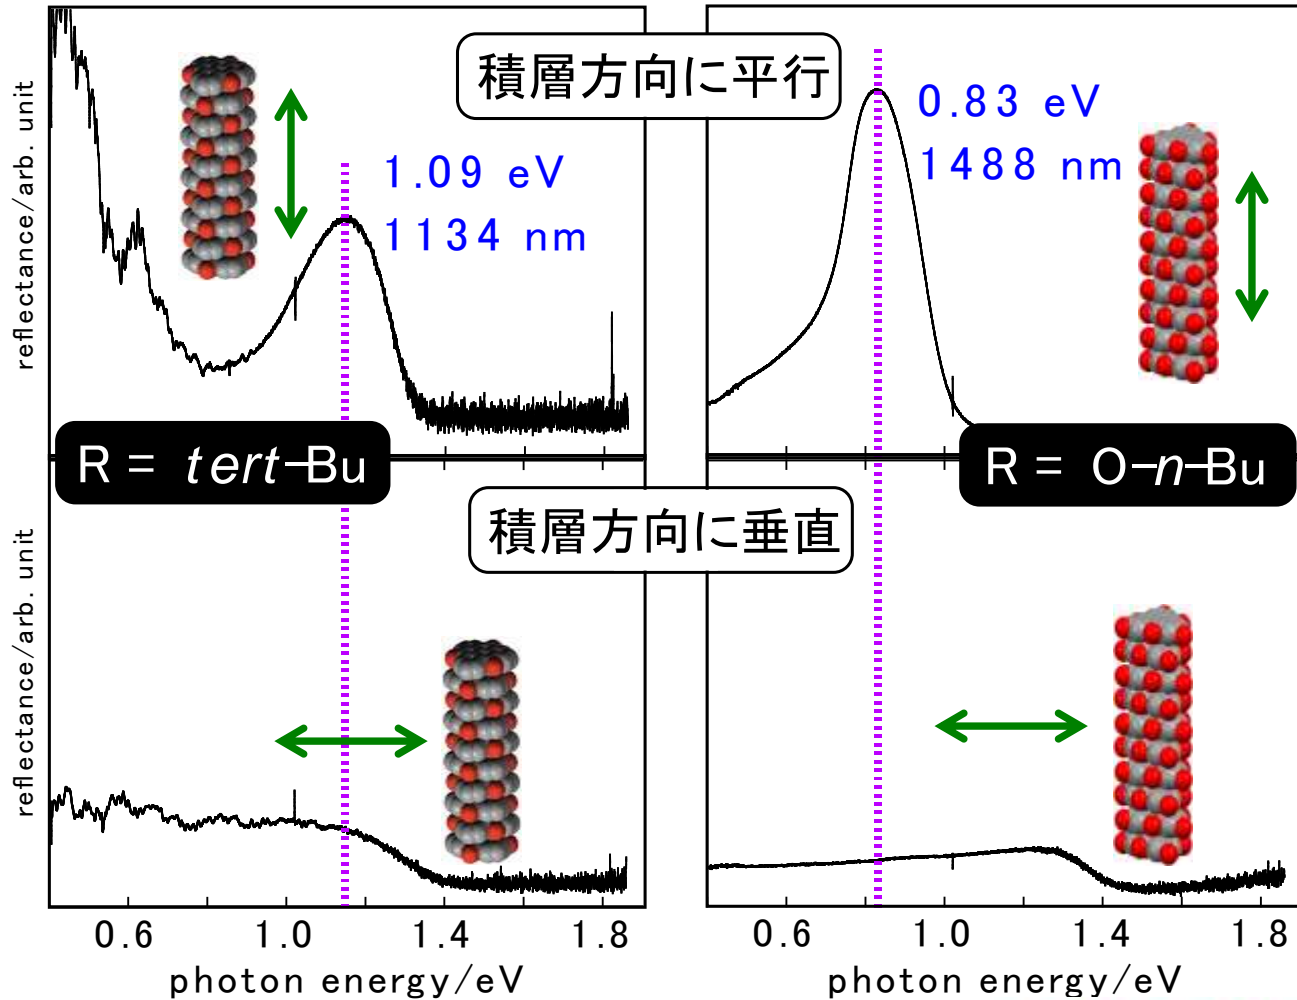 積層方向に平行
reflectance/arb. unit
1.09 eV
1134 nm
0.83 eV
1488 nm
R = tert-Bu
R = O-n-Bu
積層方向に垂直
reflectance/arb. unit
0.6 1.0 1.4 1.8
0.6 1.0 1.4 1.8
photon energy/eV
photon energy/eV